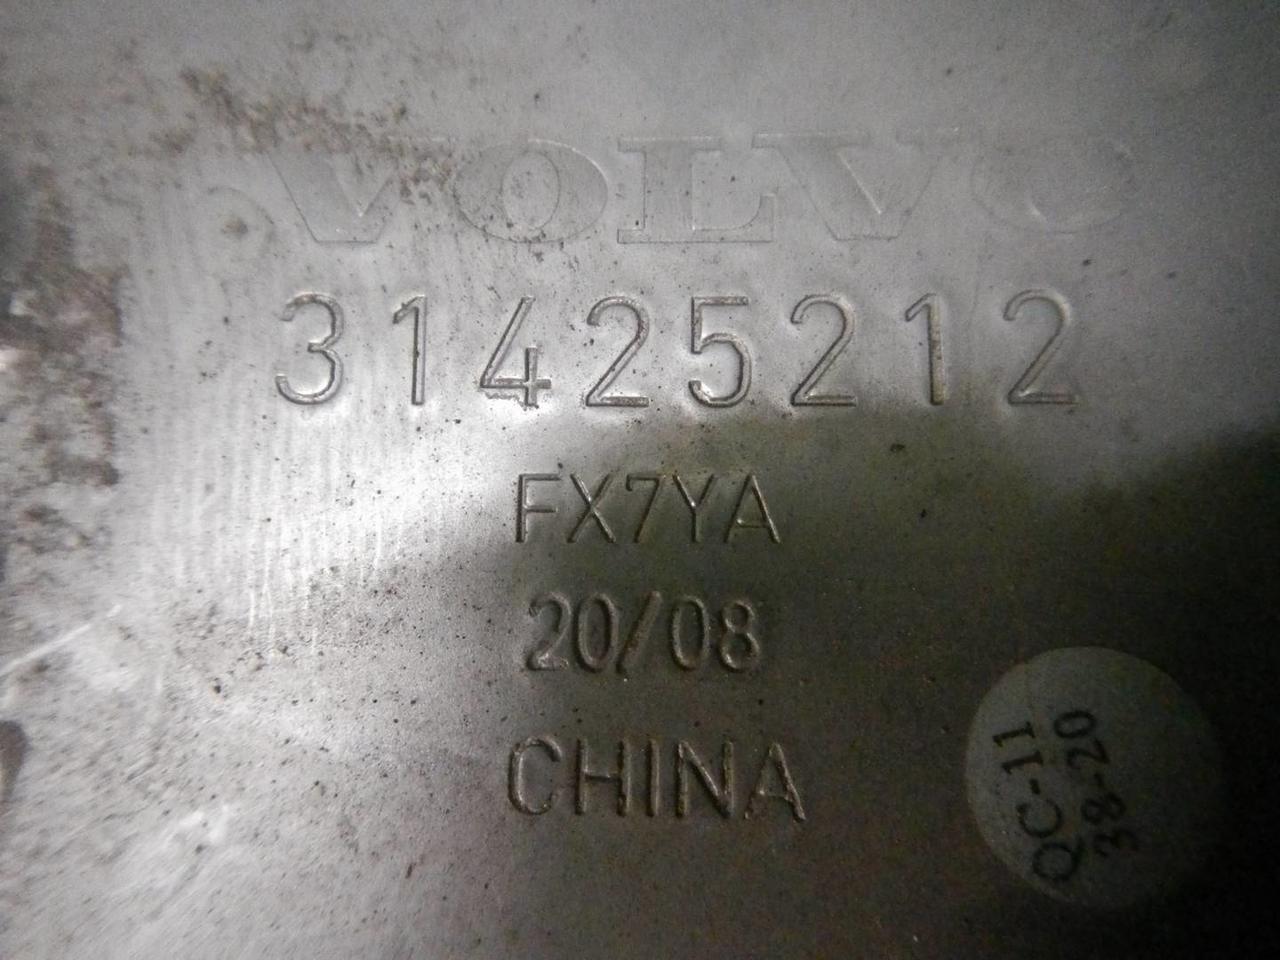 VOLVO
31425212
FX7YA
20/08
CHINA
QC-11
38-20